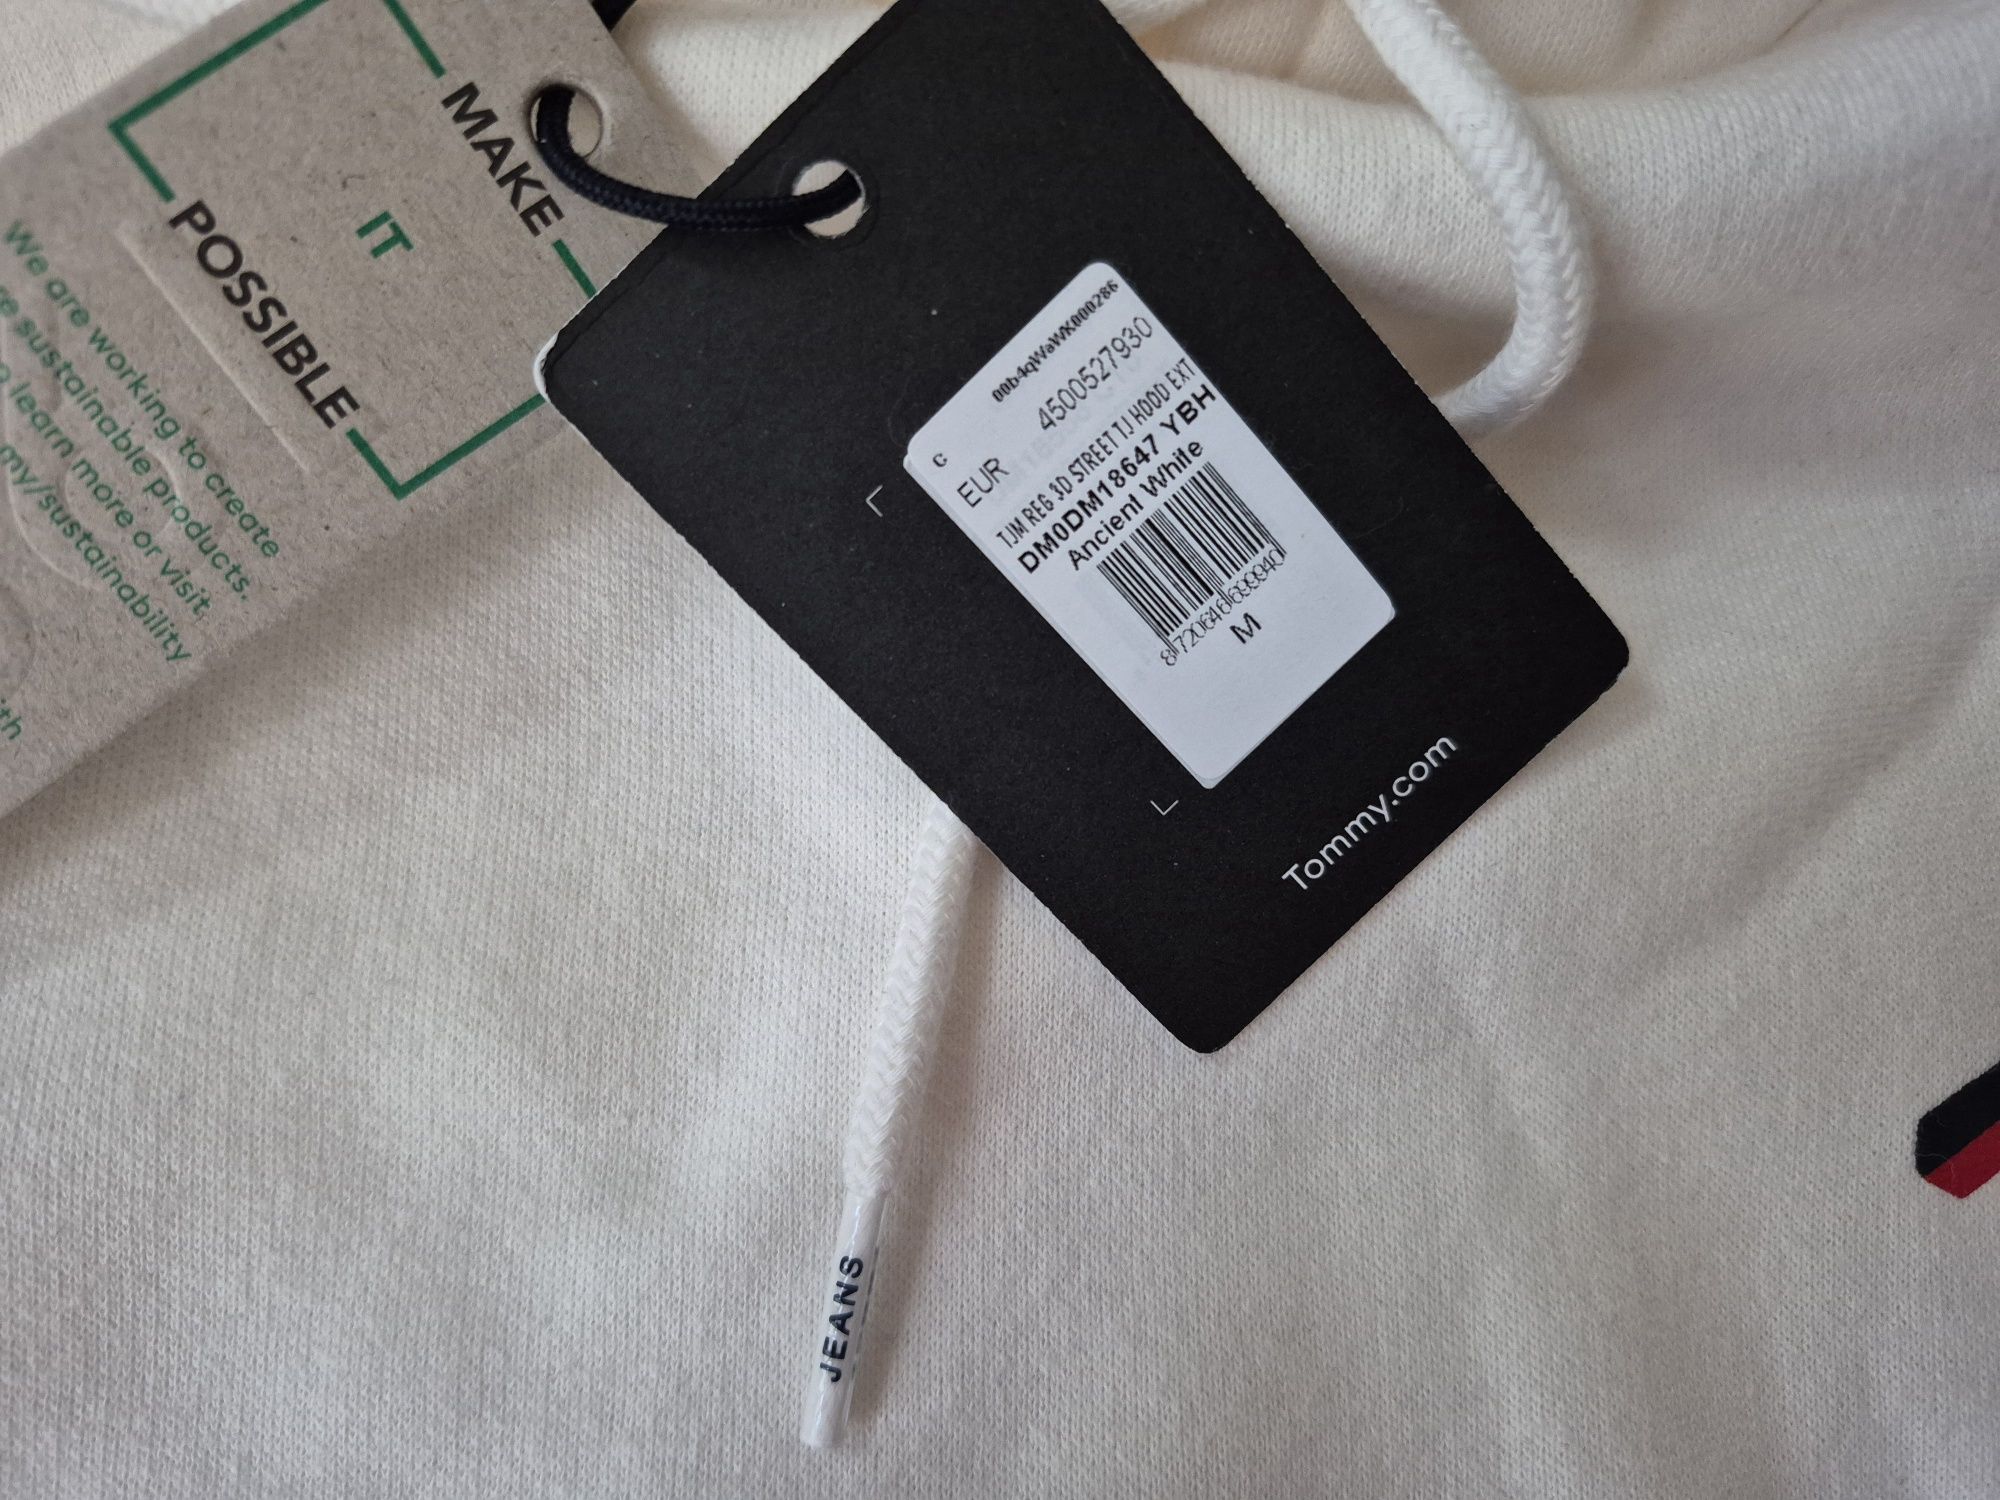 MAKE
IT
POSSIBLE
We are working to create
sustainable products.
learn more or visit
my/sustainability
00b4qWaWK000286
4500527930
C
EUR
TJM REG 3D STREET TJ HOOD EXT
DM0DM18647 YBH
Ancient White
8720646699940
M
Tommy.com
JEANS